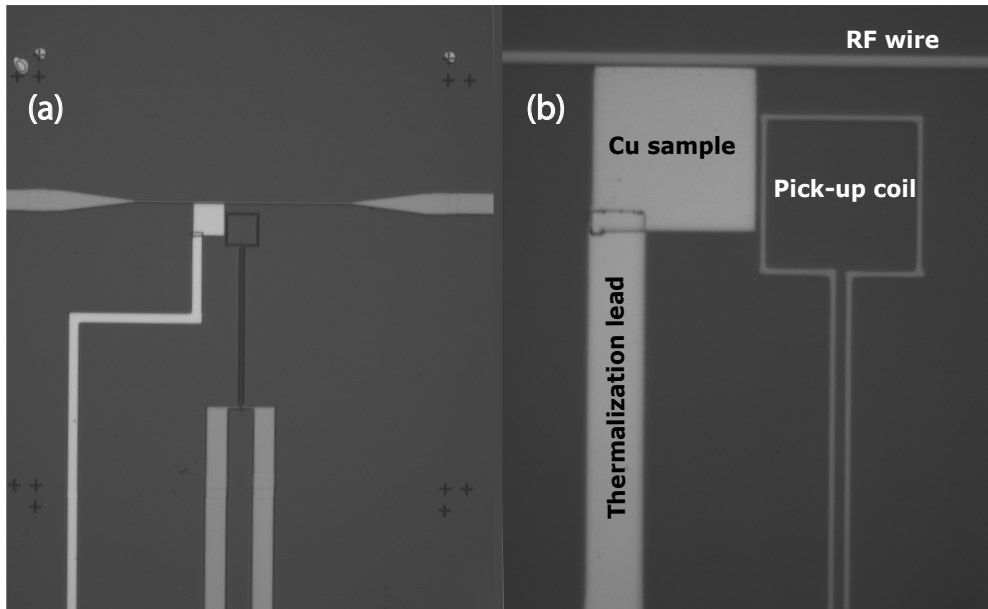 (a)
(b)
RF wire
Cu sample
Pick-up coil
Thermalization lead